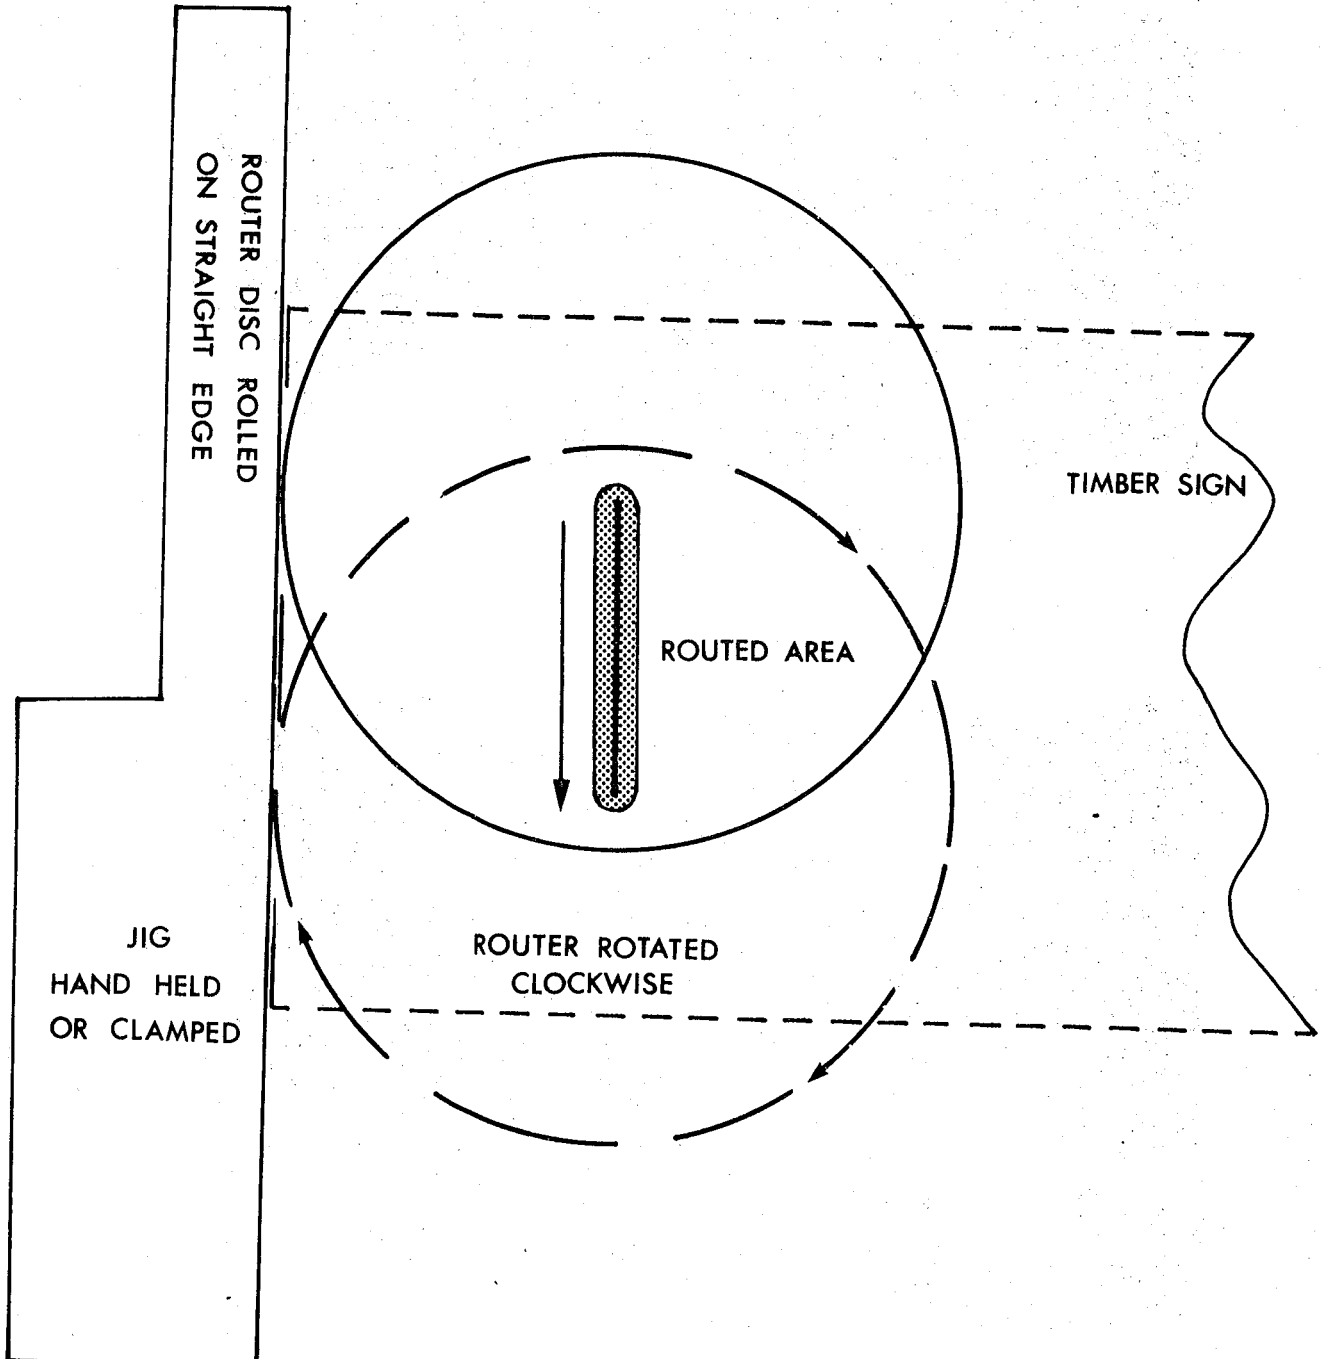 ROUTER DISC ROLLED
ON STRAIGHT EDGE
TIMBER SIGN
ROUTED AREA
JIG
HAND HELD
OR CLAMPED
ROUTER ROTATED
CLOCKWISE